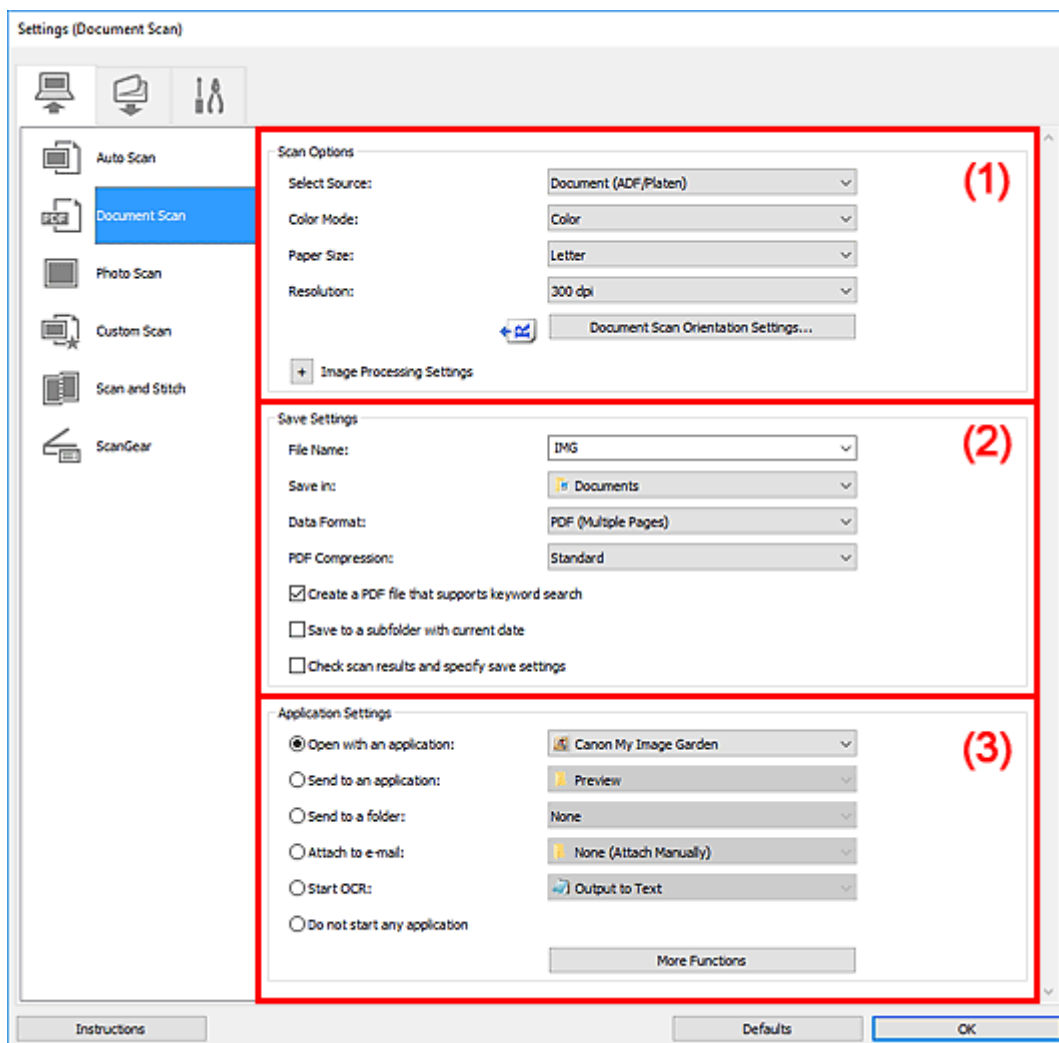 Settings (Document Scan)
Auto Scan
Document Scan
Photo Scan
Custom Scan
Scan and Stitch
ScanGear
Scan Options
(1)
Select Source: Document (ADF/Platen)
Color Mode: Color
Paper Size: Letter
Resolution: 300 dpi
Document Scan Orientation Settings...
+ Image Processing Settings
Save Settings
(2)
File Name: IMG
Save in: Documents
Data Format: PDF (Multiple Pages)
PDF Compression: Standard
Create a PDF file that supports keyword search
Save to a subfolder with current date
Check scan results and specify save settings
Application Settings
(3)
Open with an application: Canon My Image Garden
Send to an application: Preview
Send to a folder: None
Attach to e-mail: None (Attach Manually)
Start OCR: Output to Text
Do not start any application
More Functions
Instructions
Defaults
OK